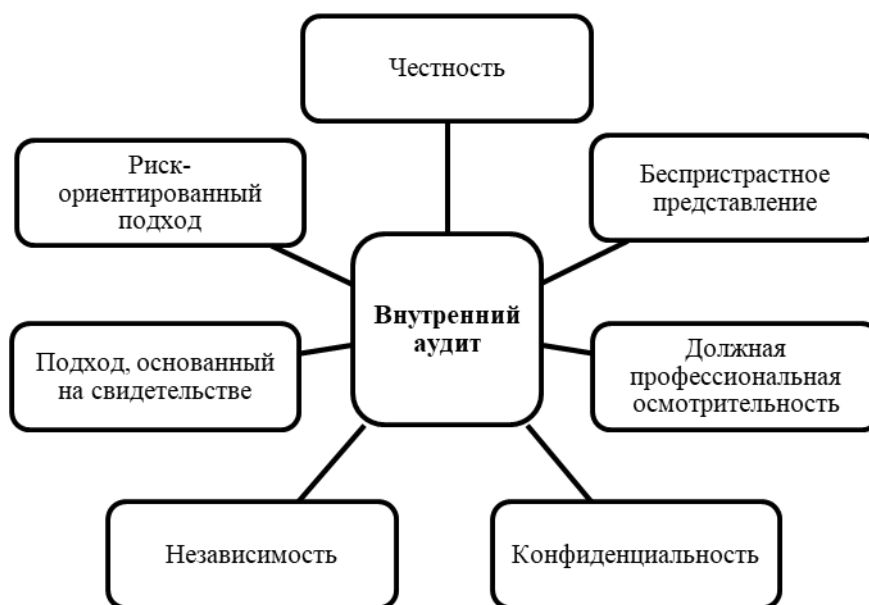 Честность
Риск-
ориентированный
подход
Беспристрастное
представление
Внутренний
аудит
Подход, основанный
на свидетельстве
Должная
профессиональная
осмотрительность
Независимость
Конфиденциальность